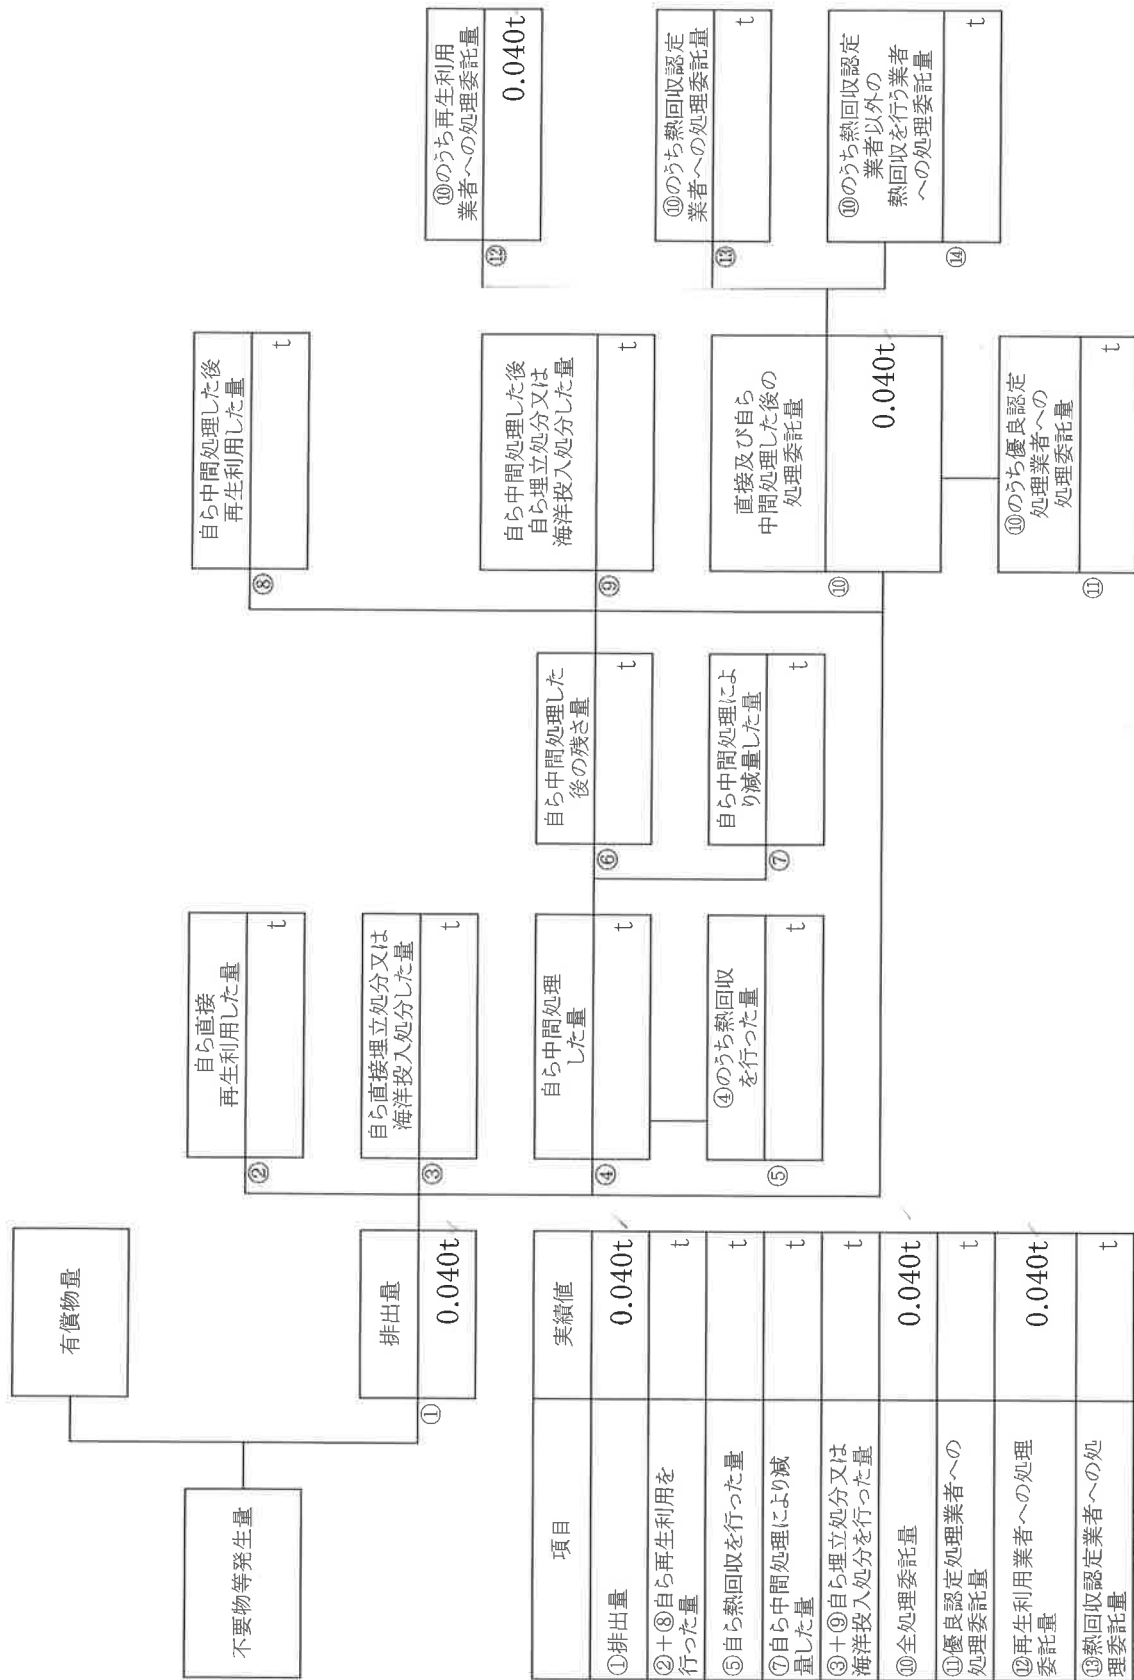 不要物等発生量
有償物量
①
排出量
0.040t
②
自ら直接
再生利用した量
t
③
自ら直接埋立処分又は
海洋投入処分した量
t
④
自ら中間処理
した量
t
⑤
④のうち熱回収
を行った量
t
⑥
自ら中間処理した
後の残さ量
t
⑦
自ら中間処理によ
り減量した量
t
⑧
自ら中間処理した後
再生利用した量
t
⑨
自ら中間処理した後
自ら埋立処分又は
海洋投入処分した量
t
⑩
直接及び自ら
中間処理した後の
処理委託量
0.040t
⑪
⑩のうち優良認定
処理業者への
処理委託量
t
⑫
⑩のうち再生利用
業者への処理委託量
0.040t
⑬
⑩のうち熱回収認定
業者への処理委託量
t
⑭
⑩のうち熱回収認定
業者以外の
熱回収を行う業者
への処理委託量
t
項目 実績値
①排出量 0.040t
②+⑧自ら再生利用を
行った量 t
⑤自ら熱回収を行った量 t
⑦自ら中間処理により減
量した量 t
③+⑨自ら埋立処分又は
海洋投入処分を行った量 t
⑩全処理委託量 0.040t
⑪優良認定処理業者への
処理委託量 t
⑫再生利用業者への処理
委託量 0.040t
⑬熱回収認定業者への処
理委託量 t